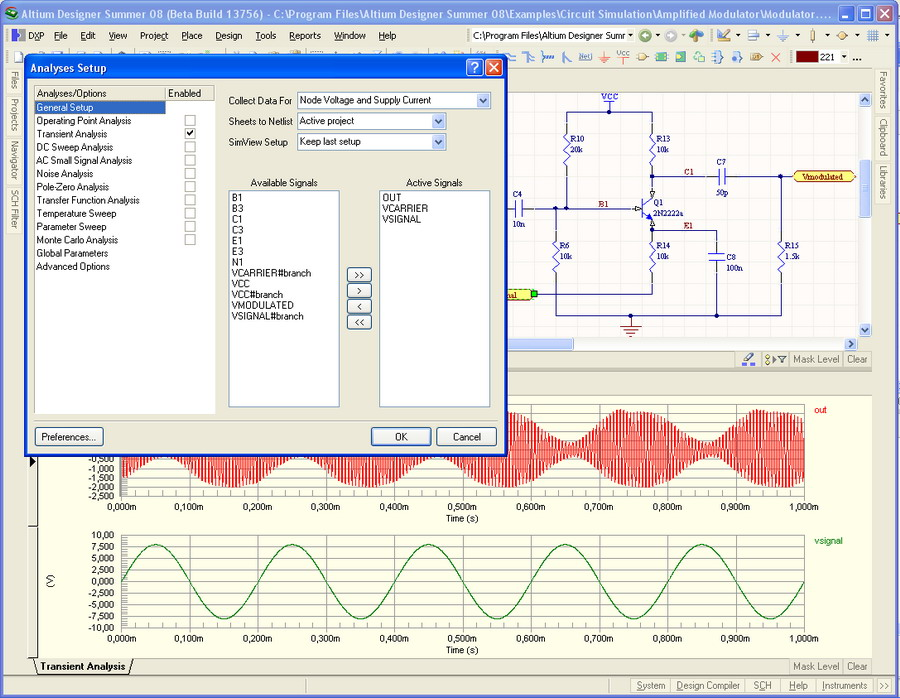 Altium Designer Summer 08 (Beta Build 13756) - C:\Program Files\Altium Designer Summer 08\Examples\Circuit Simulation\Amplified Modulator\Modulator....
DXP File Edit View Project Place Design Tools Reports Window Help C:\Program Files\Altium Designer Summ
221 ...
Files
Projects
Navigator
SCH Filter
Favorites
Clipboard
Libraries
Analyses Setup
Analyses/Options Enabled
General Setup
Operating Point Analysis
Transient Analysis
DC Sweep Analysis
AC Small Signal Analysis
Noise Analysis
Pole-Zero Analysis
Transfer Function Analysis
Temperature Sweep
Parameter Sweep
Monte Carlo Analysis
Global Parameters
Advanced Options
Collect Data For Node Voltage and Supply Current
Sheets to Netlist Active project
SimView Setup Keep last setup
Available Signals
B1
B3
C1
C3
E1
E3
N1
VCARRIER#branch
VCC
VCC#branch
VMODULATED
VSIGNAL#branch
>>
>
<
<<
Active Signals
OUT
VCARRIER
VSIGNAL
Preferences...
OK
Cancel
VCC
R10
20k
R13
10k
C7
50p
C1
Vmodulated
C4
10n
B1
Q1
2N2222a
E1
R6
10k
R14
10k
C8
100n
R15
1.5k
Mask Level Clear
out
-0,500
-1,000
-1,500
-2,000
-2,500
0,000m 0,100m 0,200m 0,300m 0,400m 0,500m 0,600m 0,700m 0,800m 0,900m 1,000m
Time (s)
vsignal
(V)
10,00
7,500
5,000
2,500
0,000
-2,500
-5,000
-7,500
-10,00
0,000m 0,100m 0,200m 0,300m 0,400m 0,500m 0,600m 0,700m 0,800m 0,900m 1,000m
Time (s)
Transient Analysis
Mask Level Clear
System Design Compiler SCH Help Instruments >>